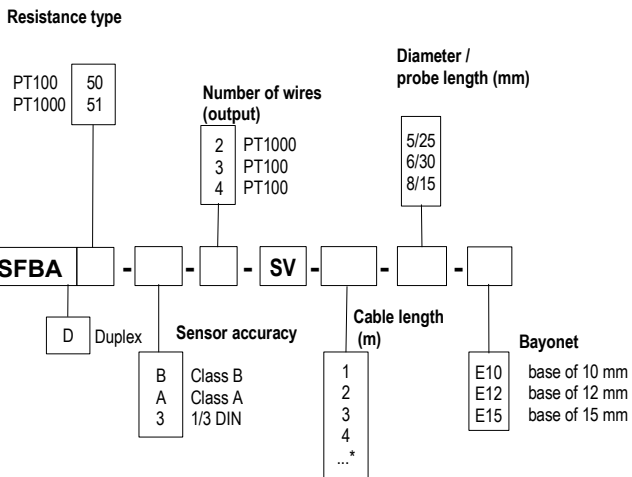 Resistance type
PT100 50
PT1000 51
Number of wires
(output)
2 PT1000
3 PT100
4 PT100
Diameter /
probe length (mm)
5/25
6/30
8/15
SFBA - - - SV - - -
D Duplex
Sensor accuracy
B Class B
A Class A
3 1/3 DIN
Cable length
(m)
1
2
3
4
...*
Bayonet
E10 base of 10 mm
E12 base of 12 mm
E15 base of 15 mm